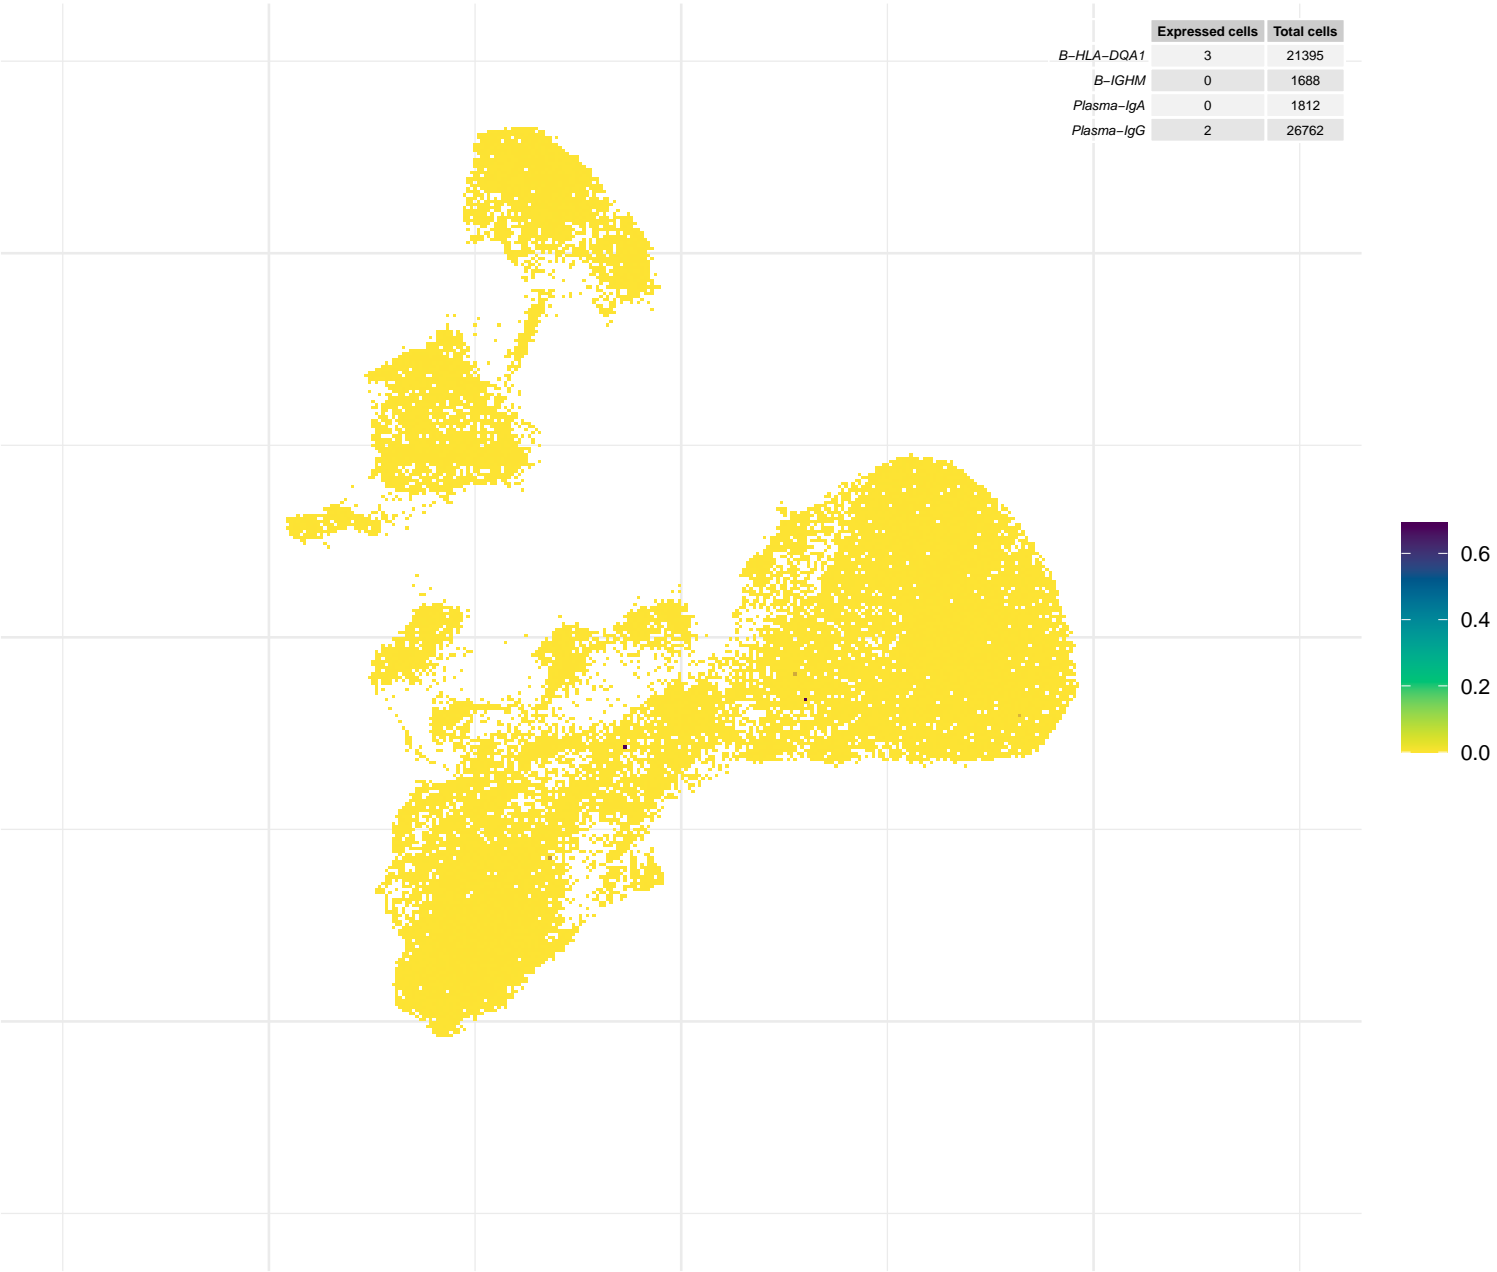 Expressed cells Total cells
B−HLA−DQA1 3 21395
B−IGHM 0 1688
Plasma−IgA 0 1812
Plasma−IgG 2 26762
0.6
0.4
0.2
0.0